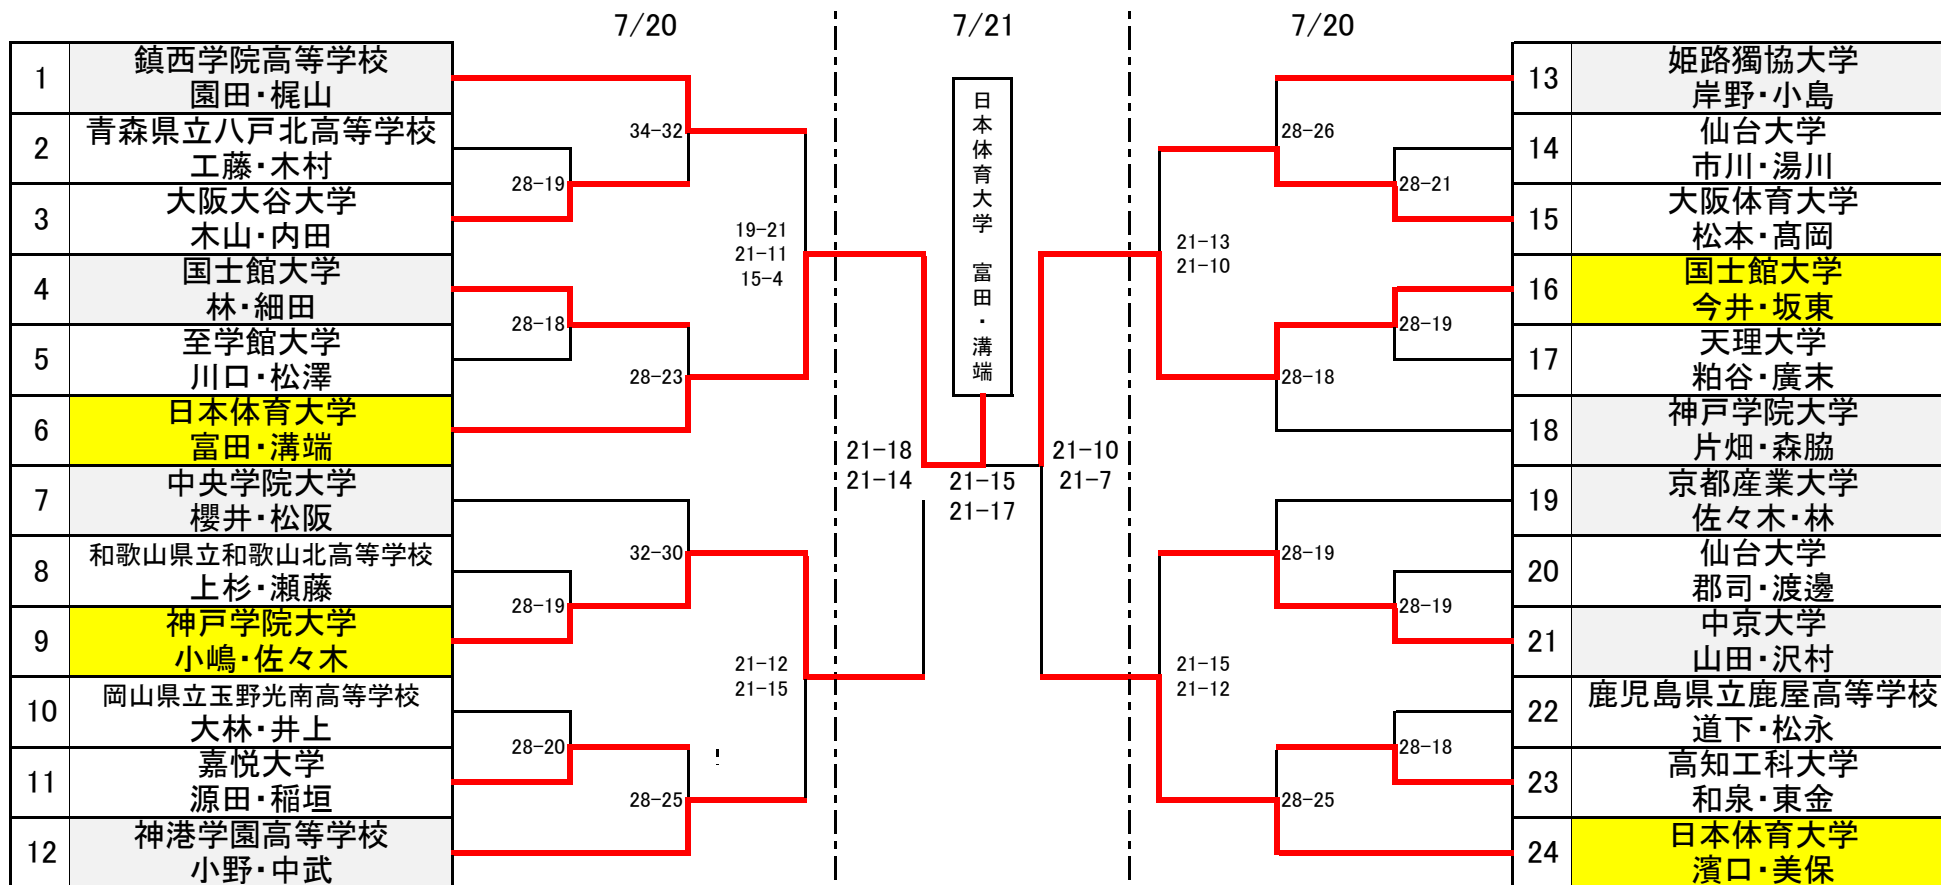 7/20
7/21
7/20
1
鎮西学院高等学校
園田・梶山
2
青森県立八戸北高等学校
工藤・木村
3
大阪大谷大学
木山・内田
4
国士館大学
林・細田
5
至学館大学
川口・松澤
6
日本体育大学
富田・溝端
7
中央学院大学
櫻井・松阪
8
和歌山県立和歌山北高等学校
上杉・瀬藤
9
神戸学院大学
小嶋・佐々木
10
岡山県立玉野光南高等学校
大林・井上
11
嘉悦大学
源田・稲垣
12
神港学園高等学校
小野・中武
28-19
28-18
28-19
28-20
34-32
28-23
32-30
28-25
!
19-21
21-11
15-4
21-12
21-15
21-18
21-14
日本体育大学 富田・溝端
21-15
21-17
21-10
21-7
21-13
21-10
21-15
21-12
28-26
28-18
28-19
28-25
28-21
28-19
28-19
28-18
13
姫路獨協大学
岸野・小島
14
仙台大学
市川・湯川
15
大阪体育大学
松本・髙岡
16
国士館大学
今井・坂東
17
天理大学
粕谷・廣末
18
神戸学院大学
片畑・森脇
19
京都産業大学
佐々木・林
20
仙台大学
郡司・渡邊
21
中京大学
山田・沢村
22
鹿児島県立鹿屋高等学校
道下・松永
23
高知工科大学
和泉・東金
24
日本体育大学
濱口・美保